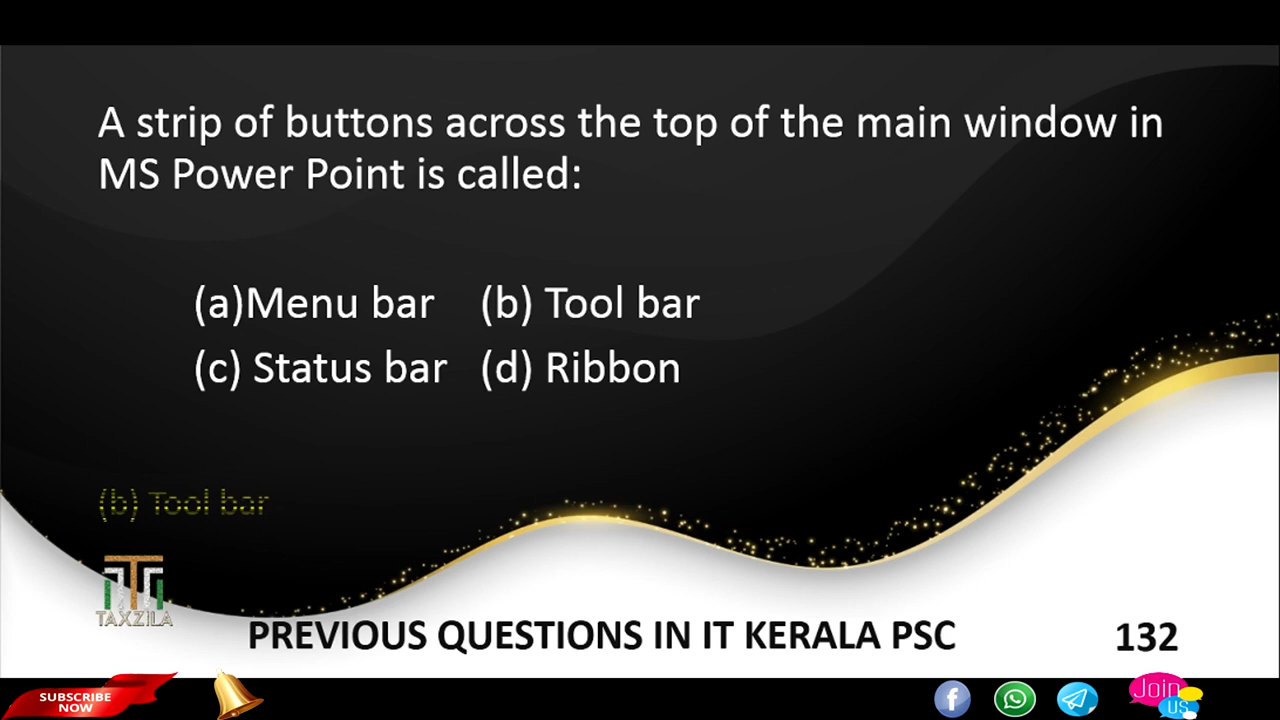 A strip of buttons across the top of the main window in
MS Power Point is called:
(a)Menu bar (b) Tool bar
(c) Status bar (d) Ribbon
(b) Tool bar
TAXZILA
PREVIOUS QUESTIONS IN IT KERALA PSC 132
SUBSCRIBE
NOW
Join
us